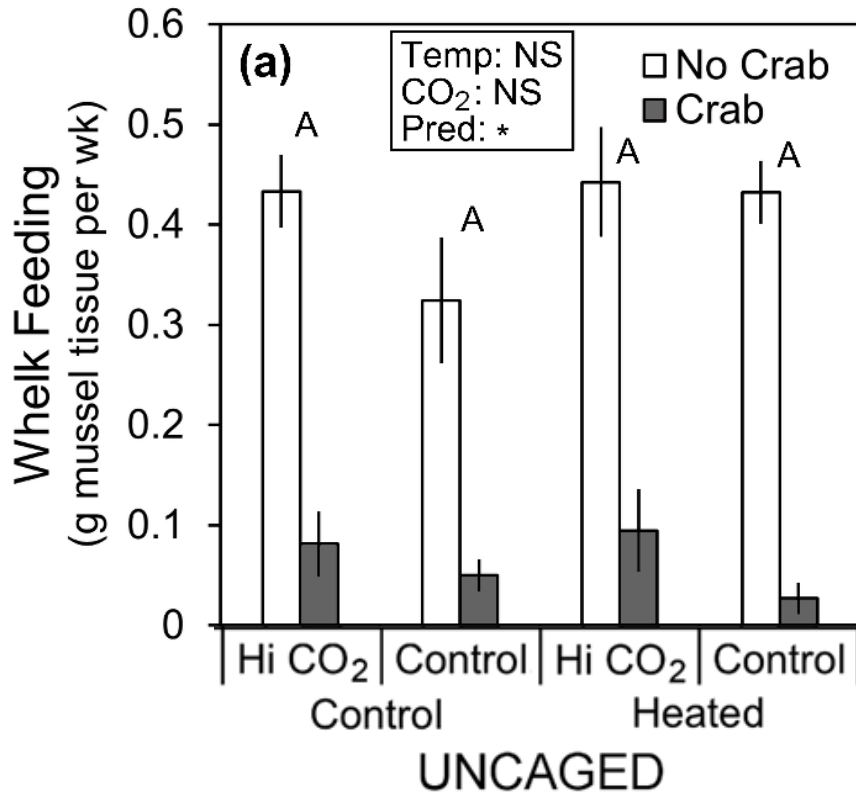 (a)
Temp: NS
CO₂: NS
Pred: *
No Crab
Crab
Whelk Feeding
(g mussel tissue per wk)
0.6
0.5
0.4
0.3
0.2
0.1
0
A
A
A
A
Hi CO₂
Control
Hi CO₂
Control
Control
Heated
UNCAGED